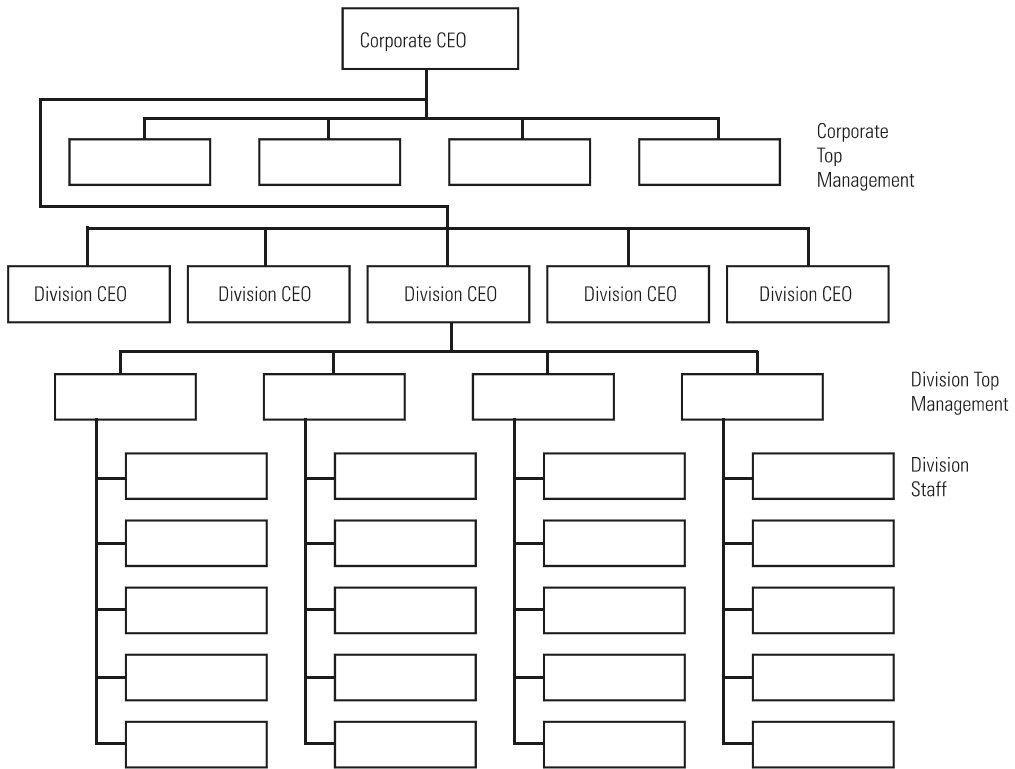 Corporate CEO
Corporate
Top
Management
Division CEO
Division CEO
Division CEO
Division CEO
Division CEO
Division Top
Management
Division
Staff